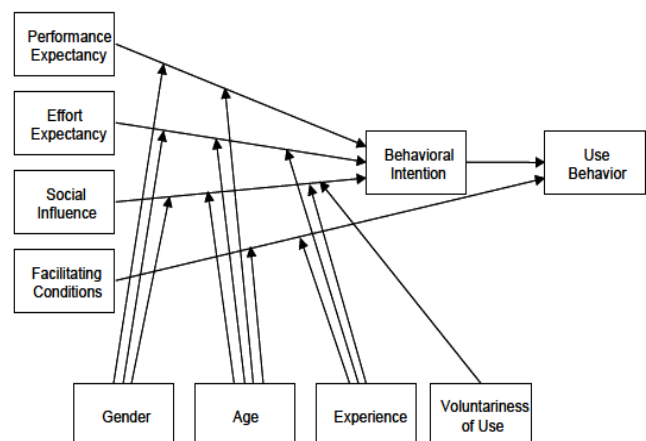 Performance
Expectancy
Effort
Expectancy
Social
Influence
Facilitating
Conditions
Behavioral
Intention
Use
Behavior
Gender
Age
Experience
Voluntariness
of Use